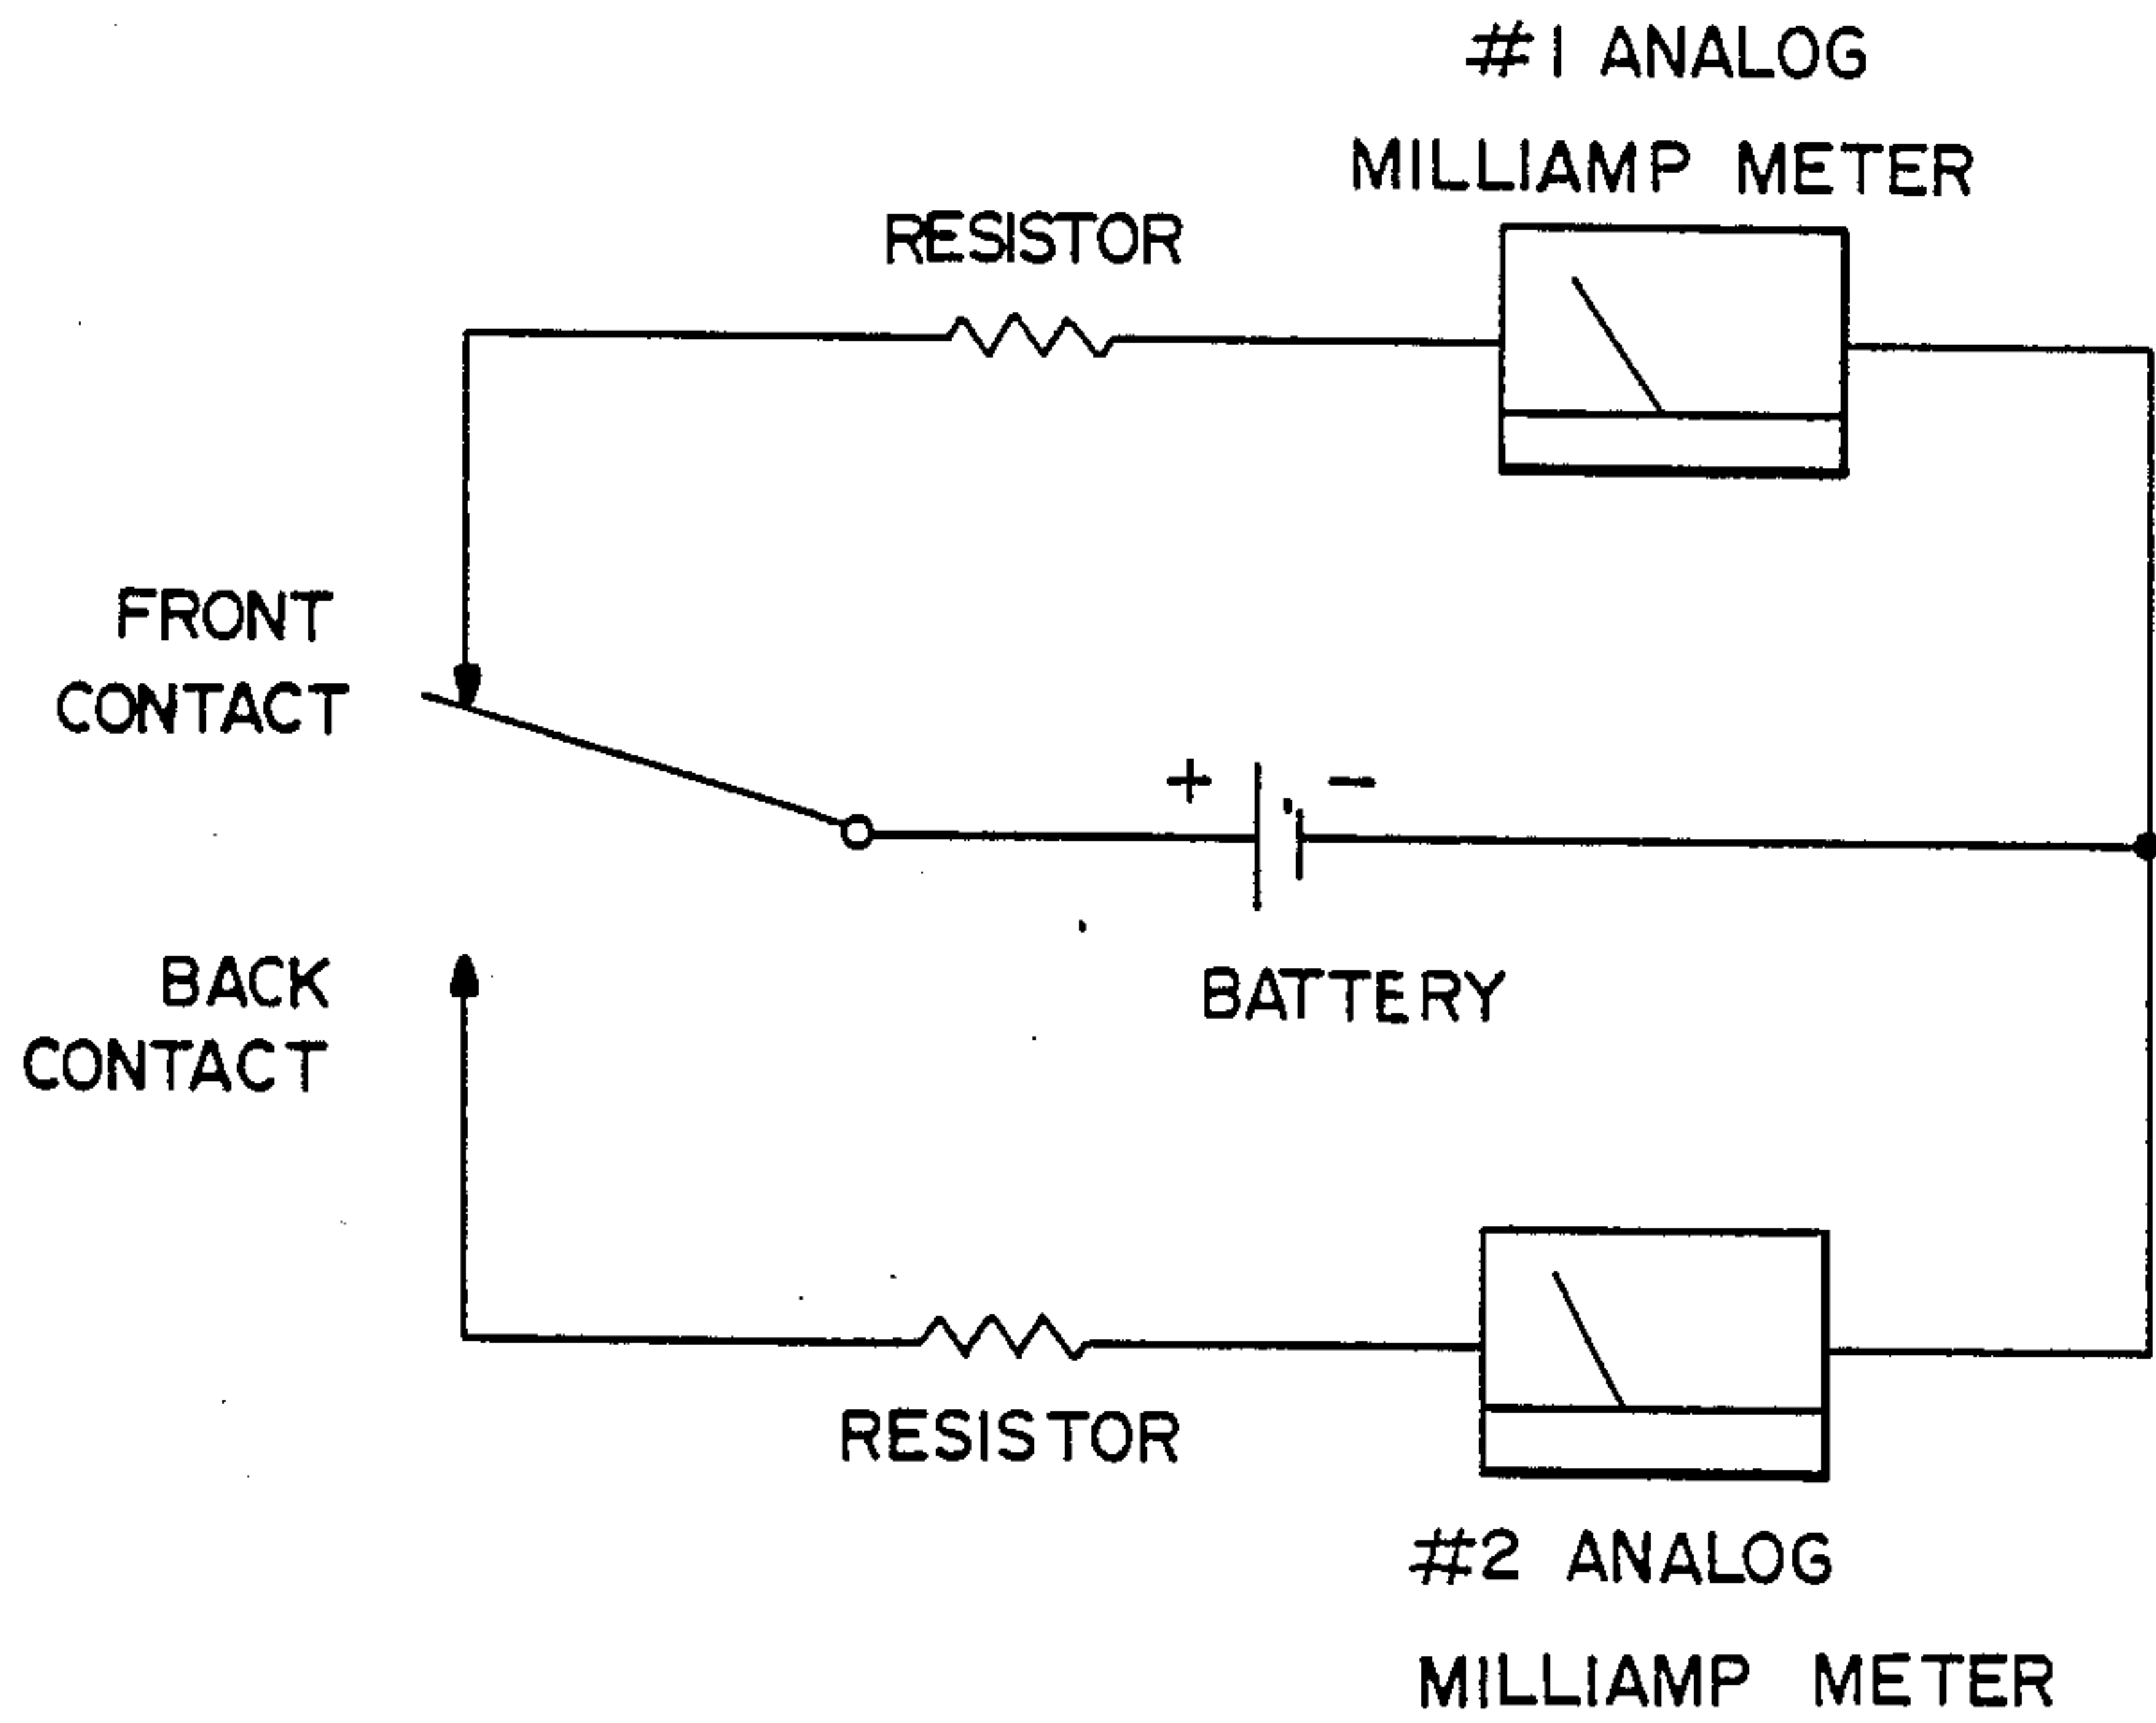 #1 ANALOG
MILLIAMP METER
RESISTOR
FRONT
CONTACT
+ -
BACK
CONTACT
BATTERY
RESISTOR
#2 ANALOG
MILLIAMP METER